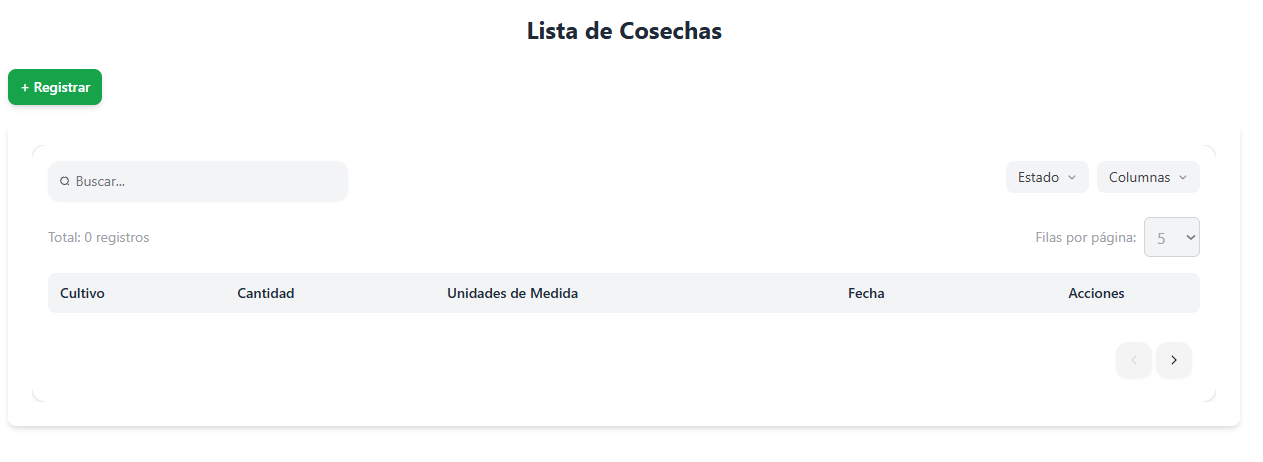 Lista de Cosechas
+ Registrar
Buscar...
Estado
Columnas
Total: 0 registros
Filas por página: 5
Cultivo Cantidad Unidades de Medida Fecha Acciones